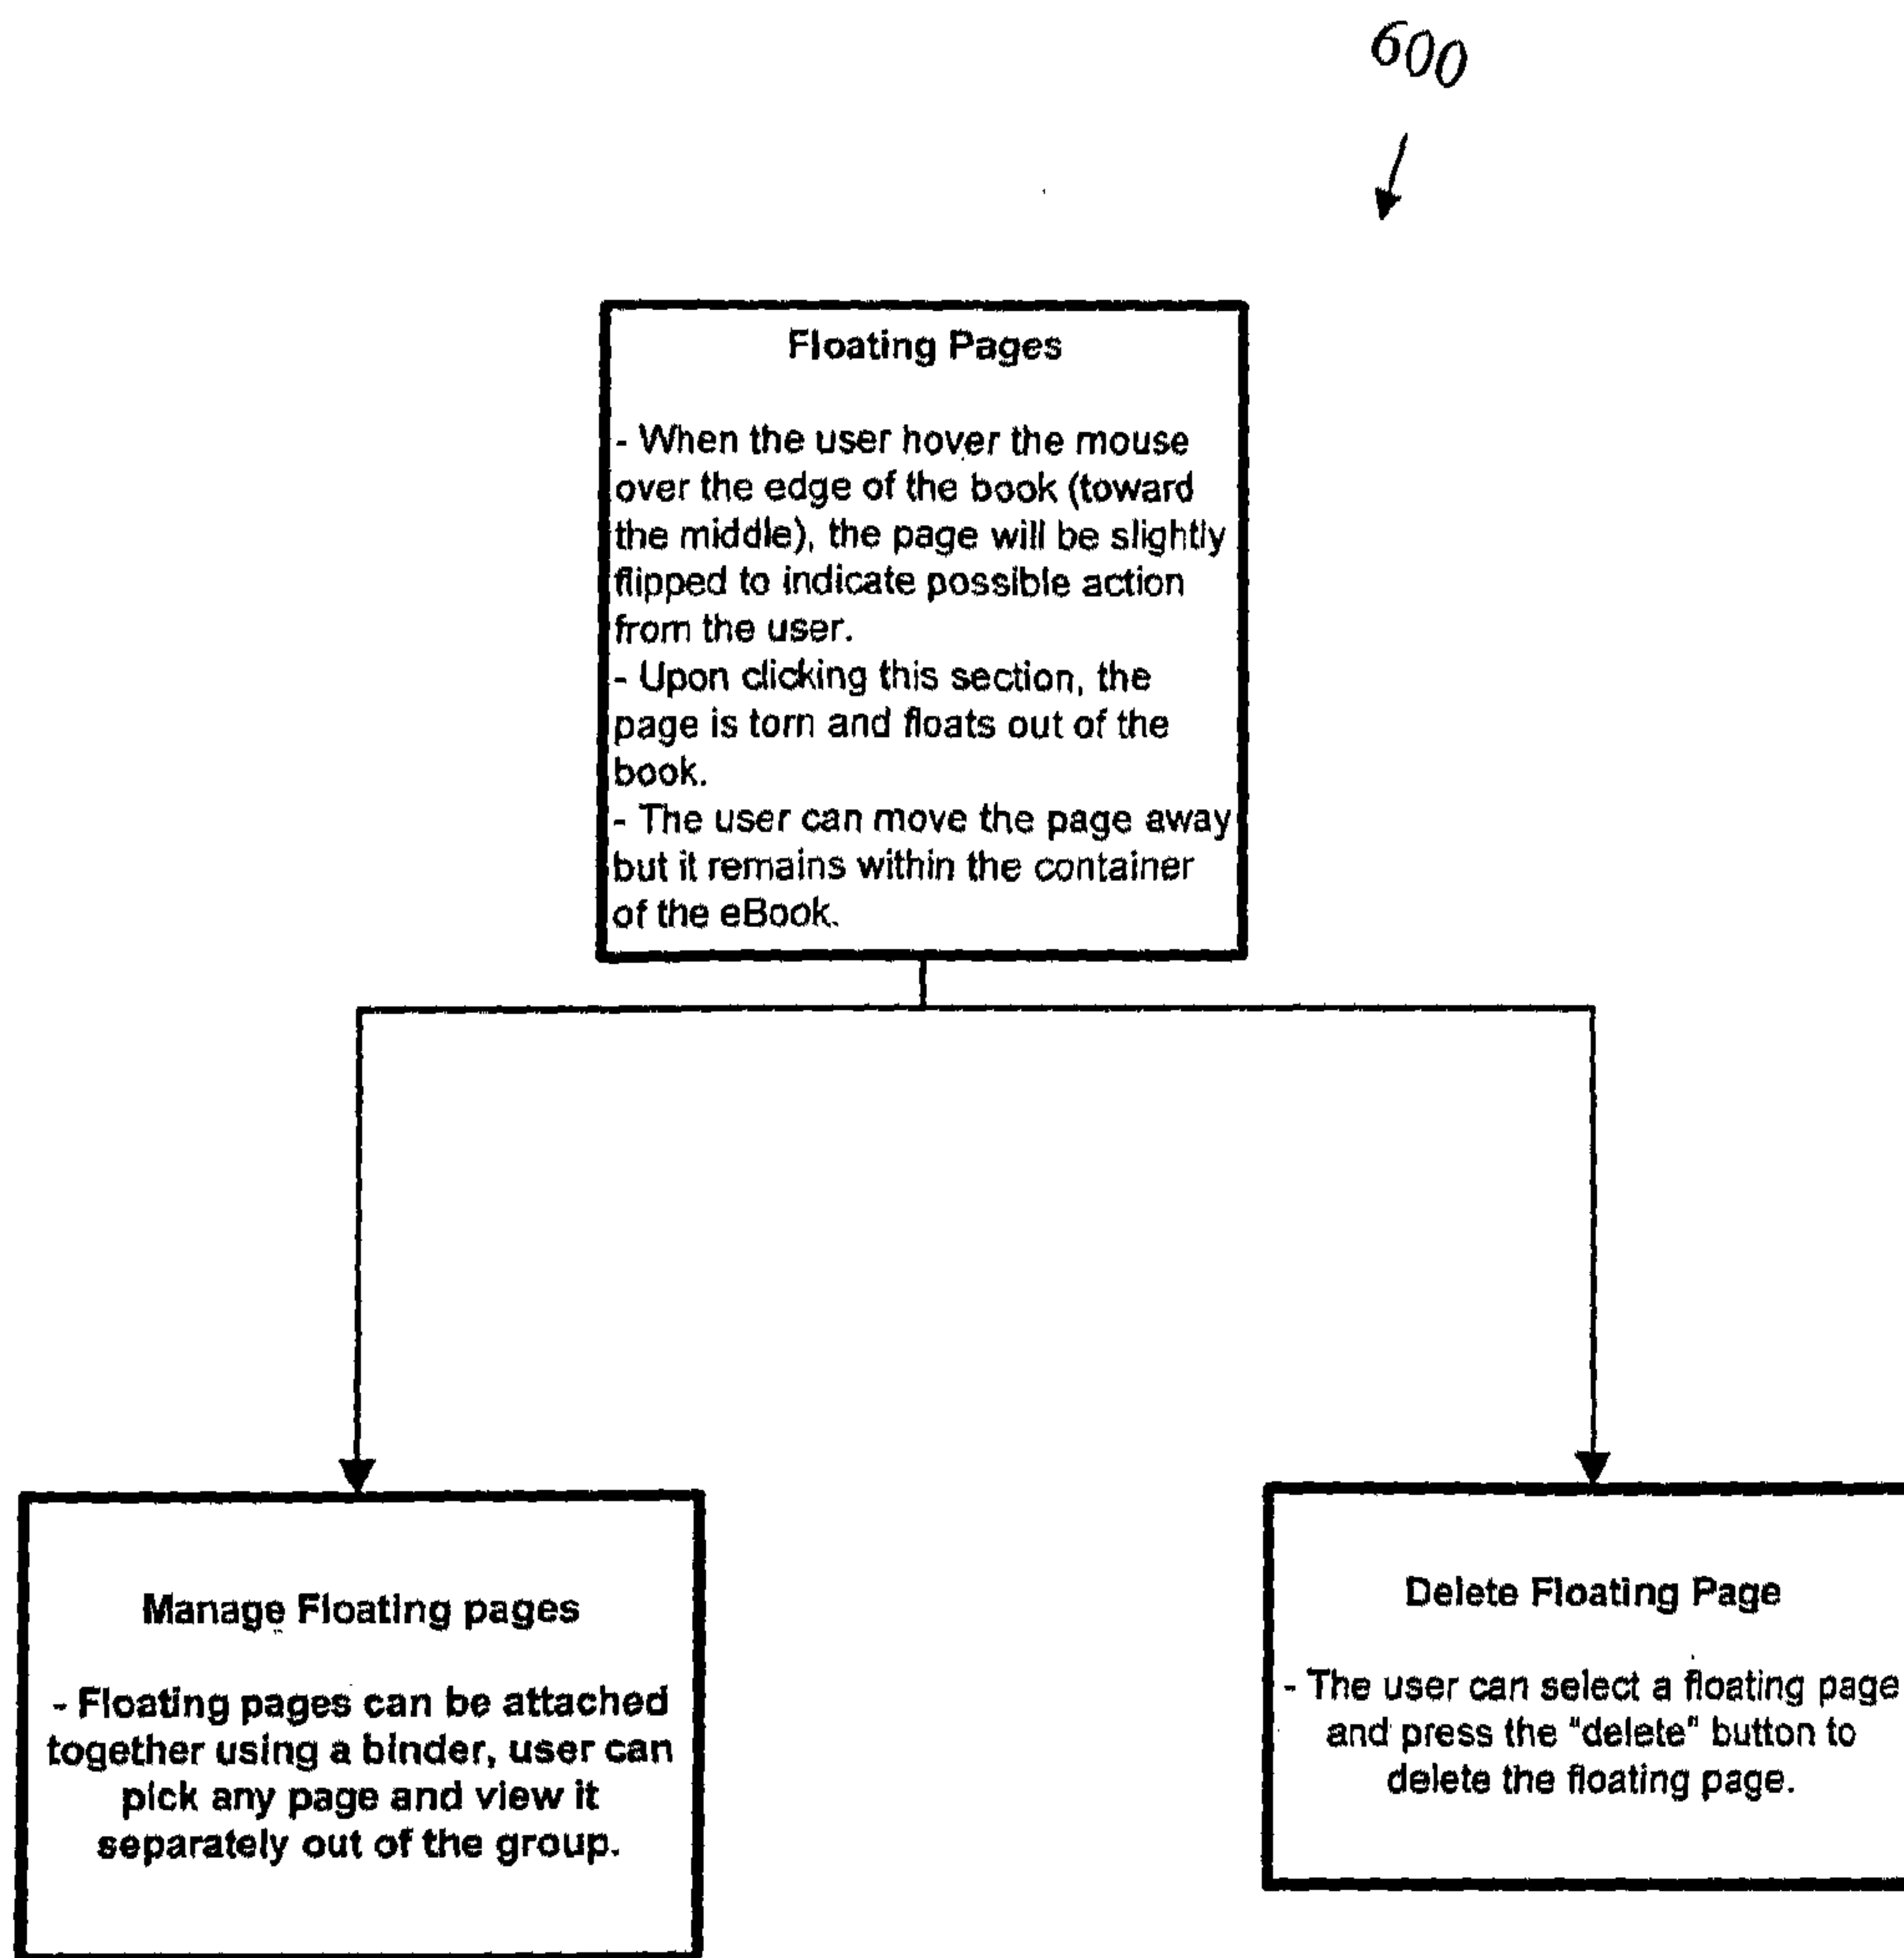 600
Floating Pages
- When the user hover the mouse
over the edge of the book (toward
the middle), the page will be slightly
flipped to indicate possible action
from the user.
- Upon clicking this section, the
page is torn and floats out of the
book.
- The user can move the page away
but it remains within the container
of the eBook.
Manage Floating pages
- Floating pages can be attached
together using a binder, user can
pick any page and view it
separately out of the group.
Delete Floating Page
- The user can select a floating page
and press the "delete" button to
delete the floating page.